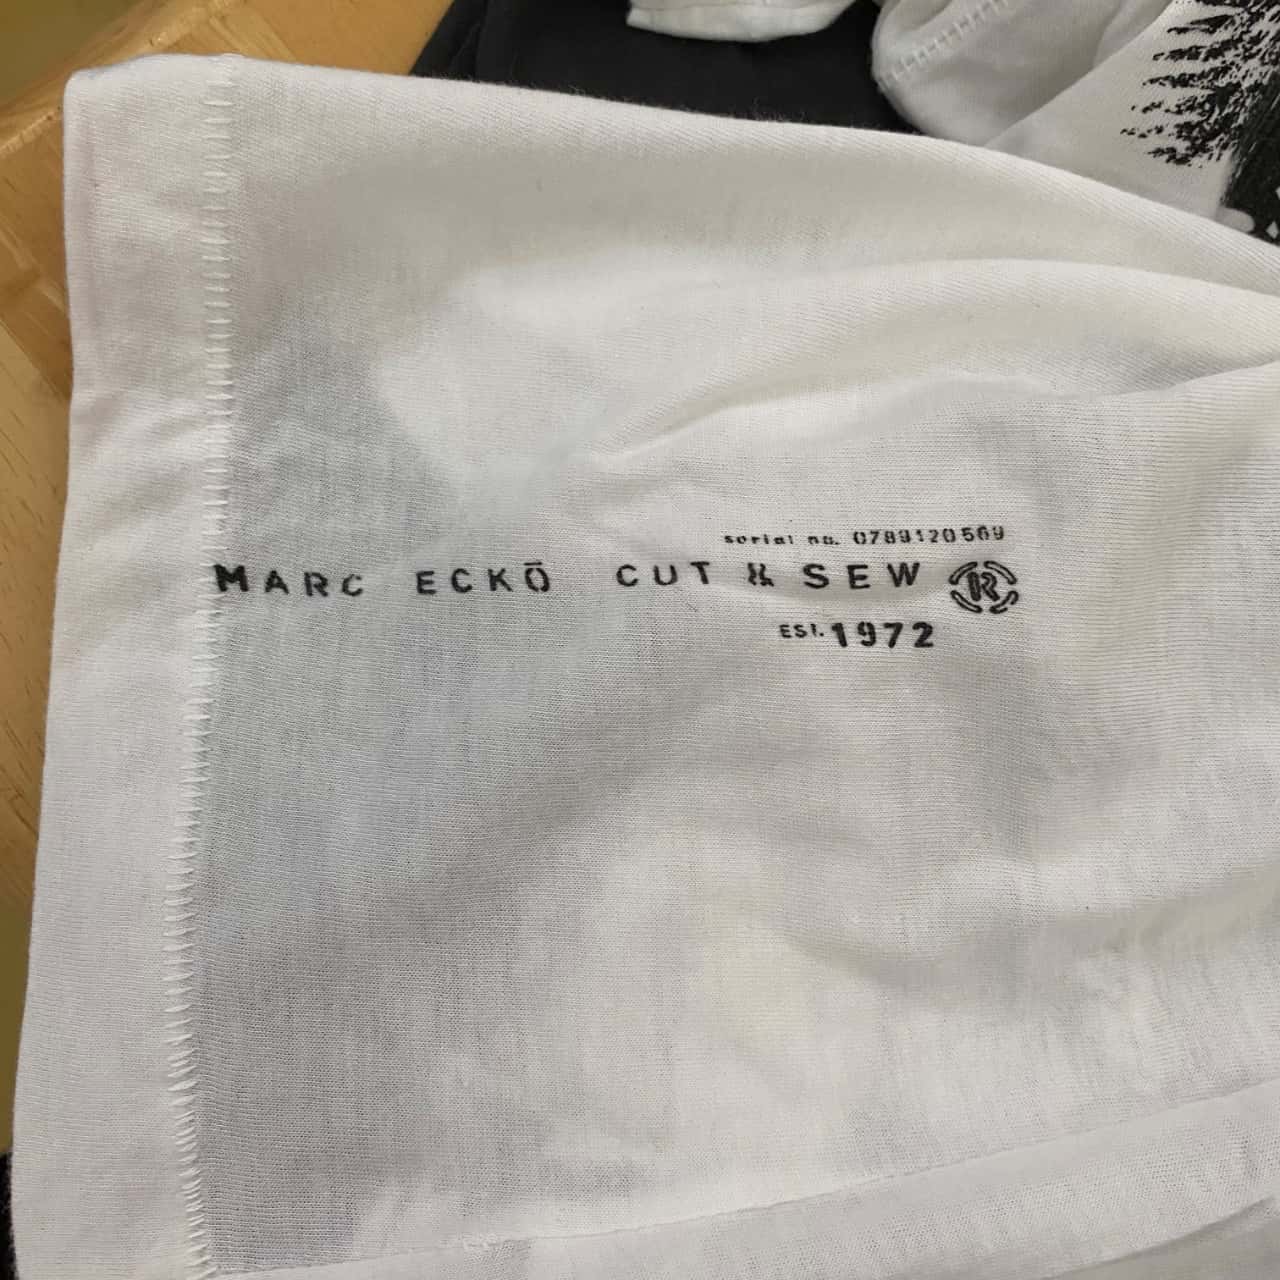 serial no. 0789120569
MARC ECKŌ CUT & SEW
EST. 1972